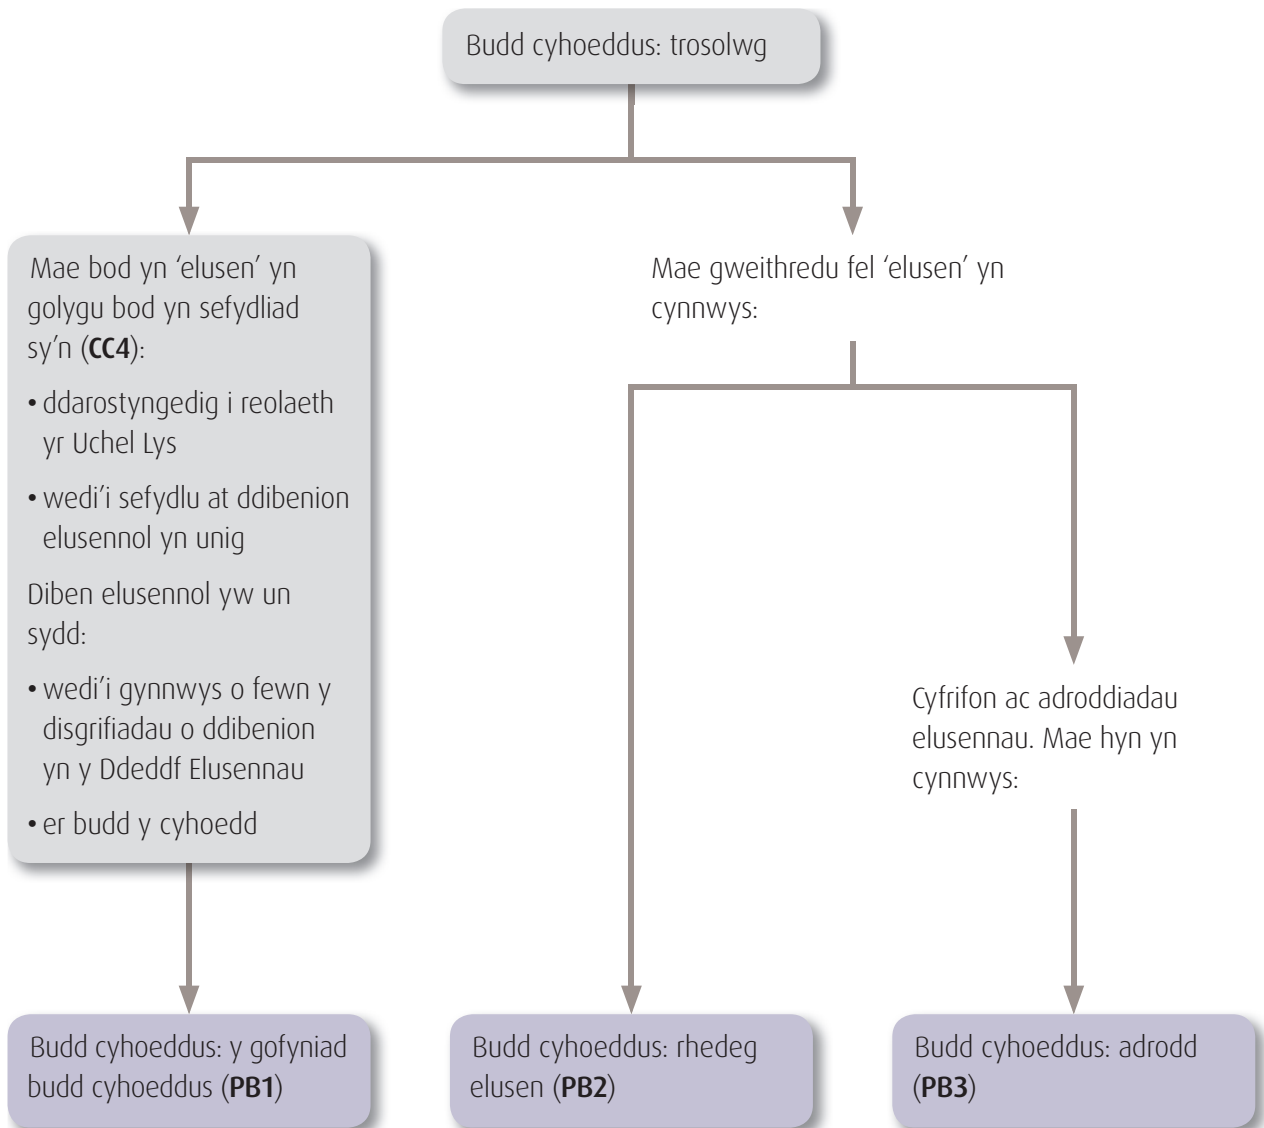 Budd cyhoeddus: trosolwg
Mae bod yn ‘elusen’ yn
golygu bod yn sefydliad
sy’n (CC4):
• ddarostyngedig i reolaeth
yr Uchel Lys
• wedi’i sefydlu at ddibenion
elusennol yn unig
Diben elusennol yw un
sydd:
• wedi’i gynnwys o fewn y
disgrifiadau o ddibenion
yn y Ddeddf Elusennau
• er budd y cyhoedd
Mae gweithredu fel ‘elusen’ yn
cynnwys:
Cyfrifon ac adroddiadau
elusennau. Mae hyn yn
cynnwys:
Budd cyhoeddus: y gofyniad
budd cyhoeddus (PB1)
Budd cyhoeddus: rhedeg
elusen (PB2)
Budd cyhoeddus: adrodd
(PB3)